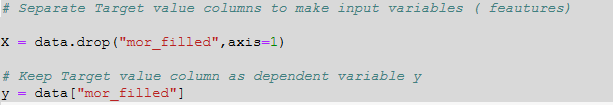 # Separate Target value columns to make input variables ( feautures)
X = data.drop("mor_filled",axis=1)
# Keep Target value column as dependent variable y
y = data["mor_filled"]